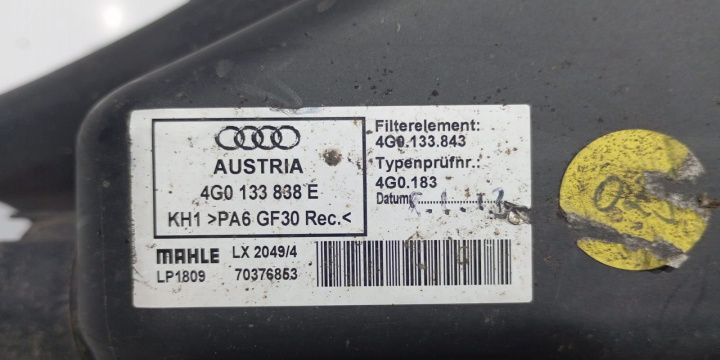 AUSTRIA
4G0 133 838 E
KH1 >PA6 GF30 Rec.<
Filterelement:
4G0.133.843
Typenprüfnr.:
4G0.183
Datum:
MAHLE LX 2049/4
LP1809 70376853